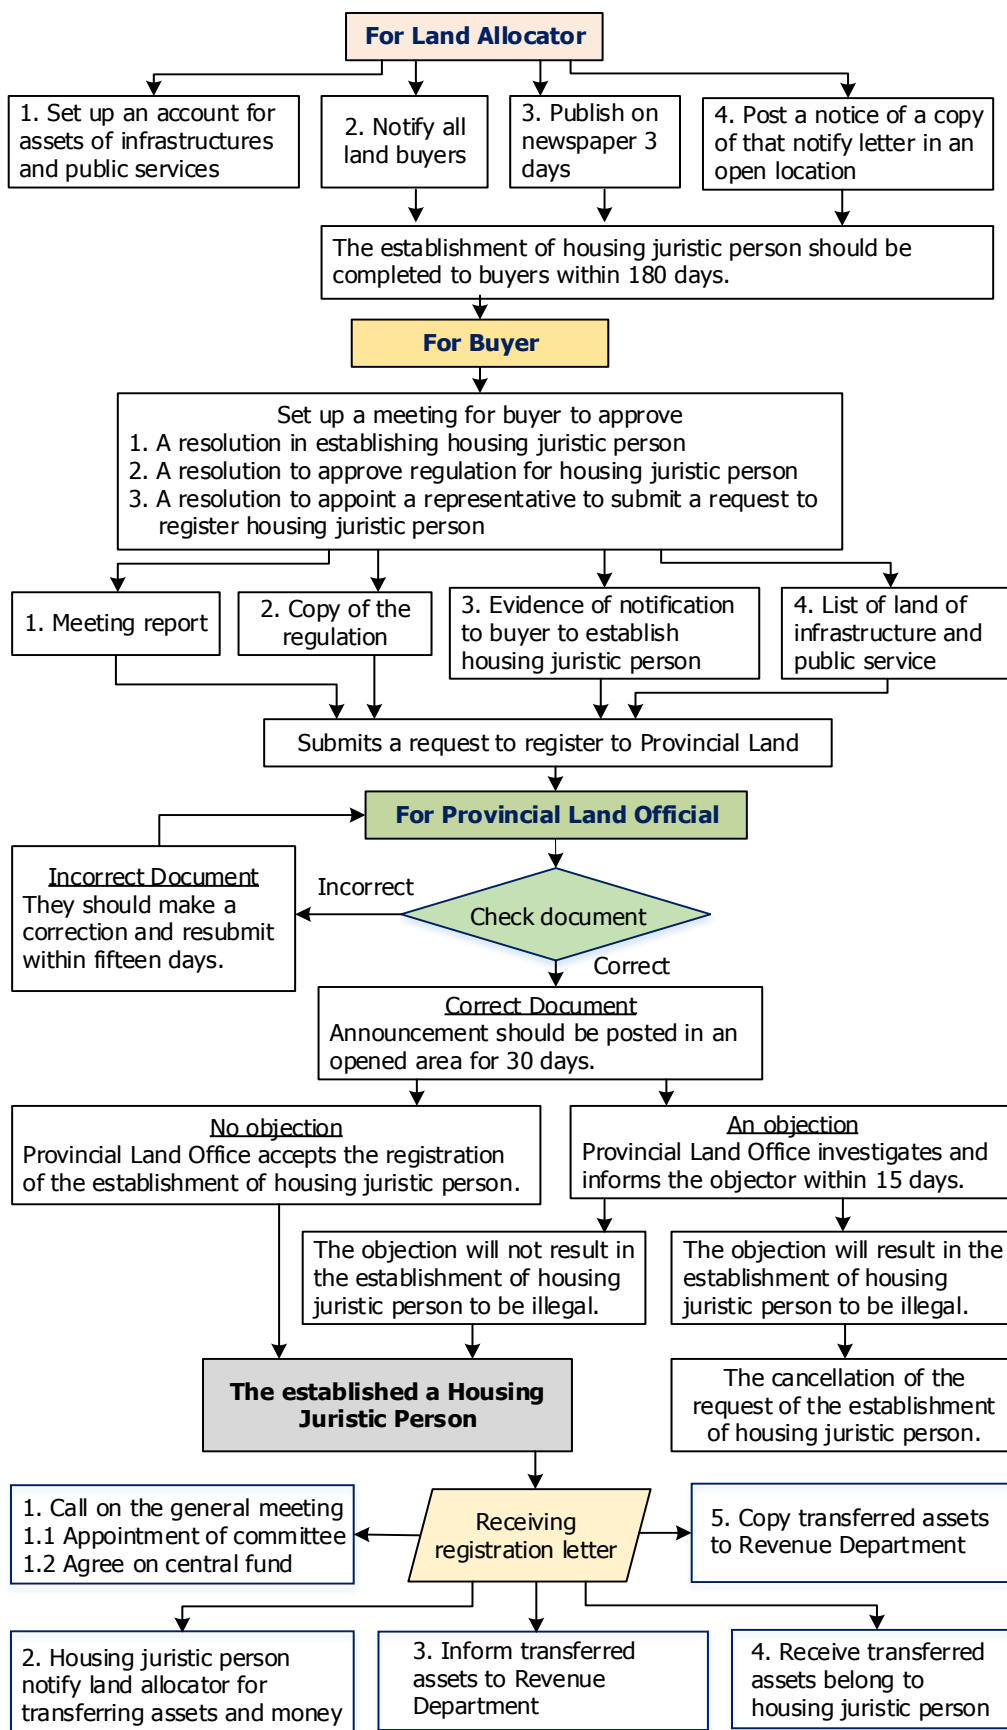 For Land Allocator
1. Set up an account for
assets of infrastructures
and public services
2. Notify all
land buyers
3. Publish on
newspaper 3
days
4. Post a notice of a copy
of that notify letter in an
open location
The establishment of housing juristic person should be
completed to buyers within 180 days.
For Buyer
Set up a meeting for buyer to approve
1. A resolution in establishing housing juristic person
2. A resolution to approve regulation for housing juristic person
3. A resolution to appoint a representative to submit a request to
register housing juristic person
1. Meeting report
2. Copy of the
regulation
3. Evidence of notification
to buyer to establish
housing juristic person
4. List of land of
infrastructure and
public service
Submits a request to register to Provincial Land
For Provincial Land Official
Incorrect Document
They should make a
correction and resubmit
within fifteen days.
Incorrect
Check document
Correct
Correct Document
Announcement should be posted in an
opened area for 30 days.
No objection
Provincial Land Office accepts the registration
of the establishment of housing juristic person.
An objection
Provincial Land Office investigates and
informs the objector within 15 days.
The objection will not result in
the establishment of housing
juristic person to be illegal.
The objection will result in the
establishment of housing
juristic person to be illegal.
The established a Housing
Juristic Person
The cancellation of the
request of the establishment
of housing juristic person.
1. Call on the general meeting
1.1 Appointment of committee
1.2 Agree on central fund
Receiving
registration letter
5. Copy transferred assets
to Revenue Department
2. Housing juristic person
notify land allocator for
transferring assets and money
3. Inform transferred
assets to Revenue
Department
4. Receive transferred
assets belong to
housing juristic person